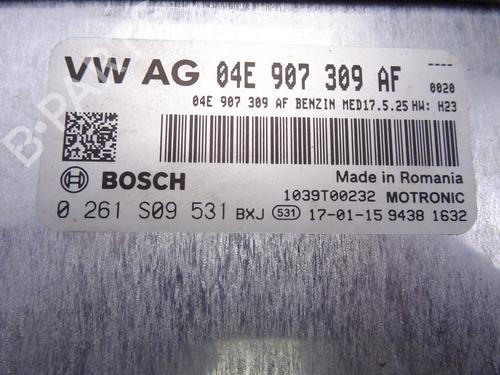 VW AG 04E 907 309 AF ----
0020
04E 907 309 AF BENZIN MED17.5.25 HW: H23
BOSCH
Made in Romania
1039T00232 MOTRONIC
0 261 S09 531 BXJ 531 17-01-15 9438 1632
B-PARTS